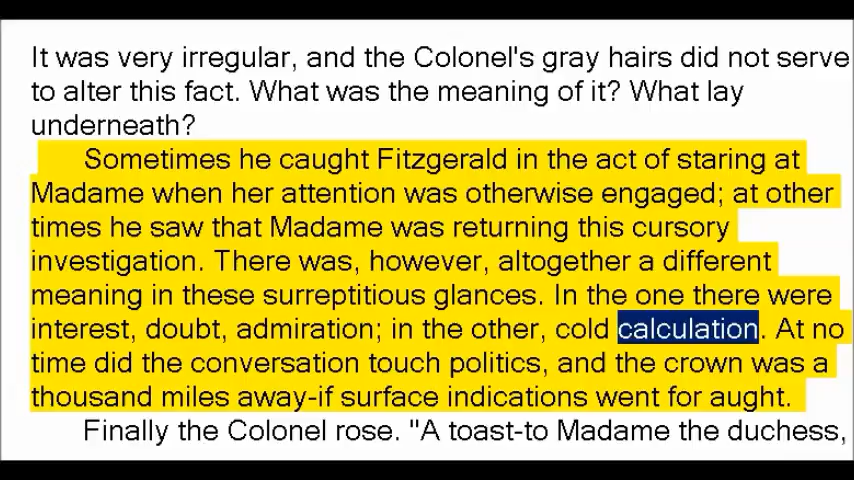 It was very irregular, and the Colonel's gray hairs did not serve
to alter this fact. What was the meaning of it? What lay
underneath?
Sometimes he caught Fitzgerald in the act of staring at
Madame when her attention was otherwise engaged; at other
times he saw that Madame was returning this cursory
investigation. There was, however, altogether a different
meaning in these surreptitious glances. In the one there were
interest, doubt, admiration; in the other, cold calculation. At no
time did the conversation touch politics, and the crown was a
thousand miles away-if surface indications went for aught.
Finally the Colonel rose. "A toast-to Madame the duchess,